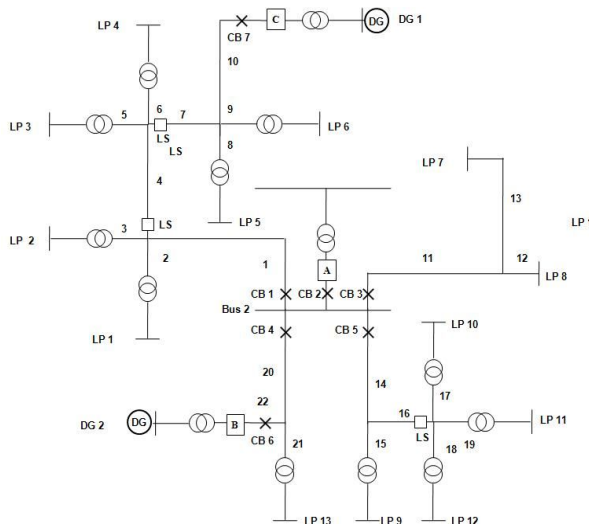 C
DG
DG 1
LP 4
CB 7
10
6
7
9
5
LP 3
LS
LS
LP 6
8
LP 7
4
13
LP 5
LS
LP 1
3
LP 2
2
11
12
1
A
LP 8
CB 1
CB 2
CB 3
Bus 2
CB 4
CB 5
LP 10
LP 1
20
14
17
22
16
LP 11
DG 2
DG
B
LS
CB 6
21
15
18
19
LP 13
LP 9
LP 12